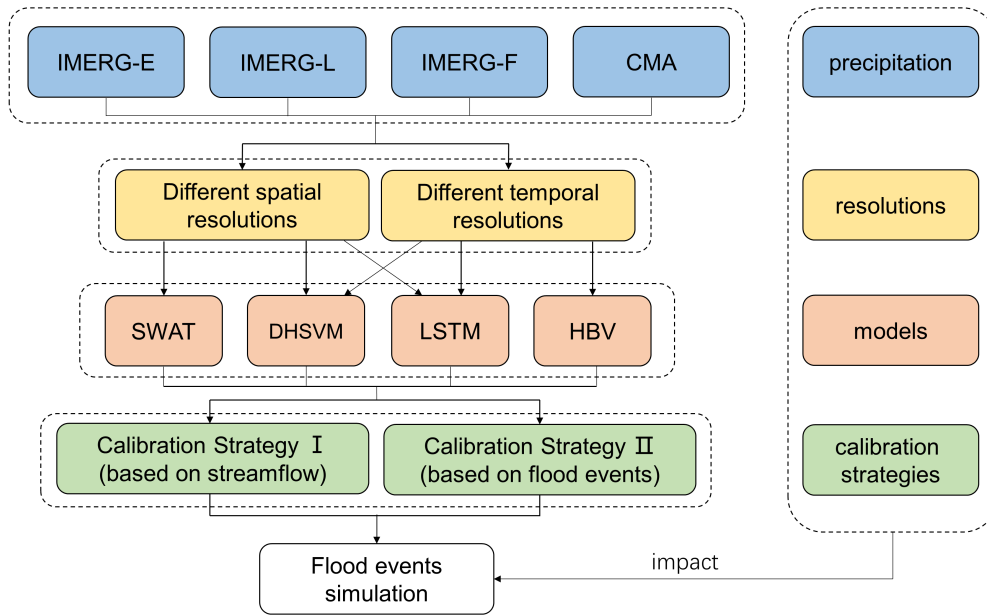 IMERG-E
IMERG-L
IMERG-F
CMA
precipitation
Different spatial
resolutions
Different temporal
resolutions
resolutions
SWAT
DHSVM
LSTM
HBV
models
Calibration Strategy Ⅰ
(based on streamflow)
Calibration Strategy Ⅱ
(based on flood events)
calibration
strategies
Flood events
simulation
impact